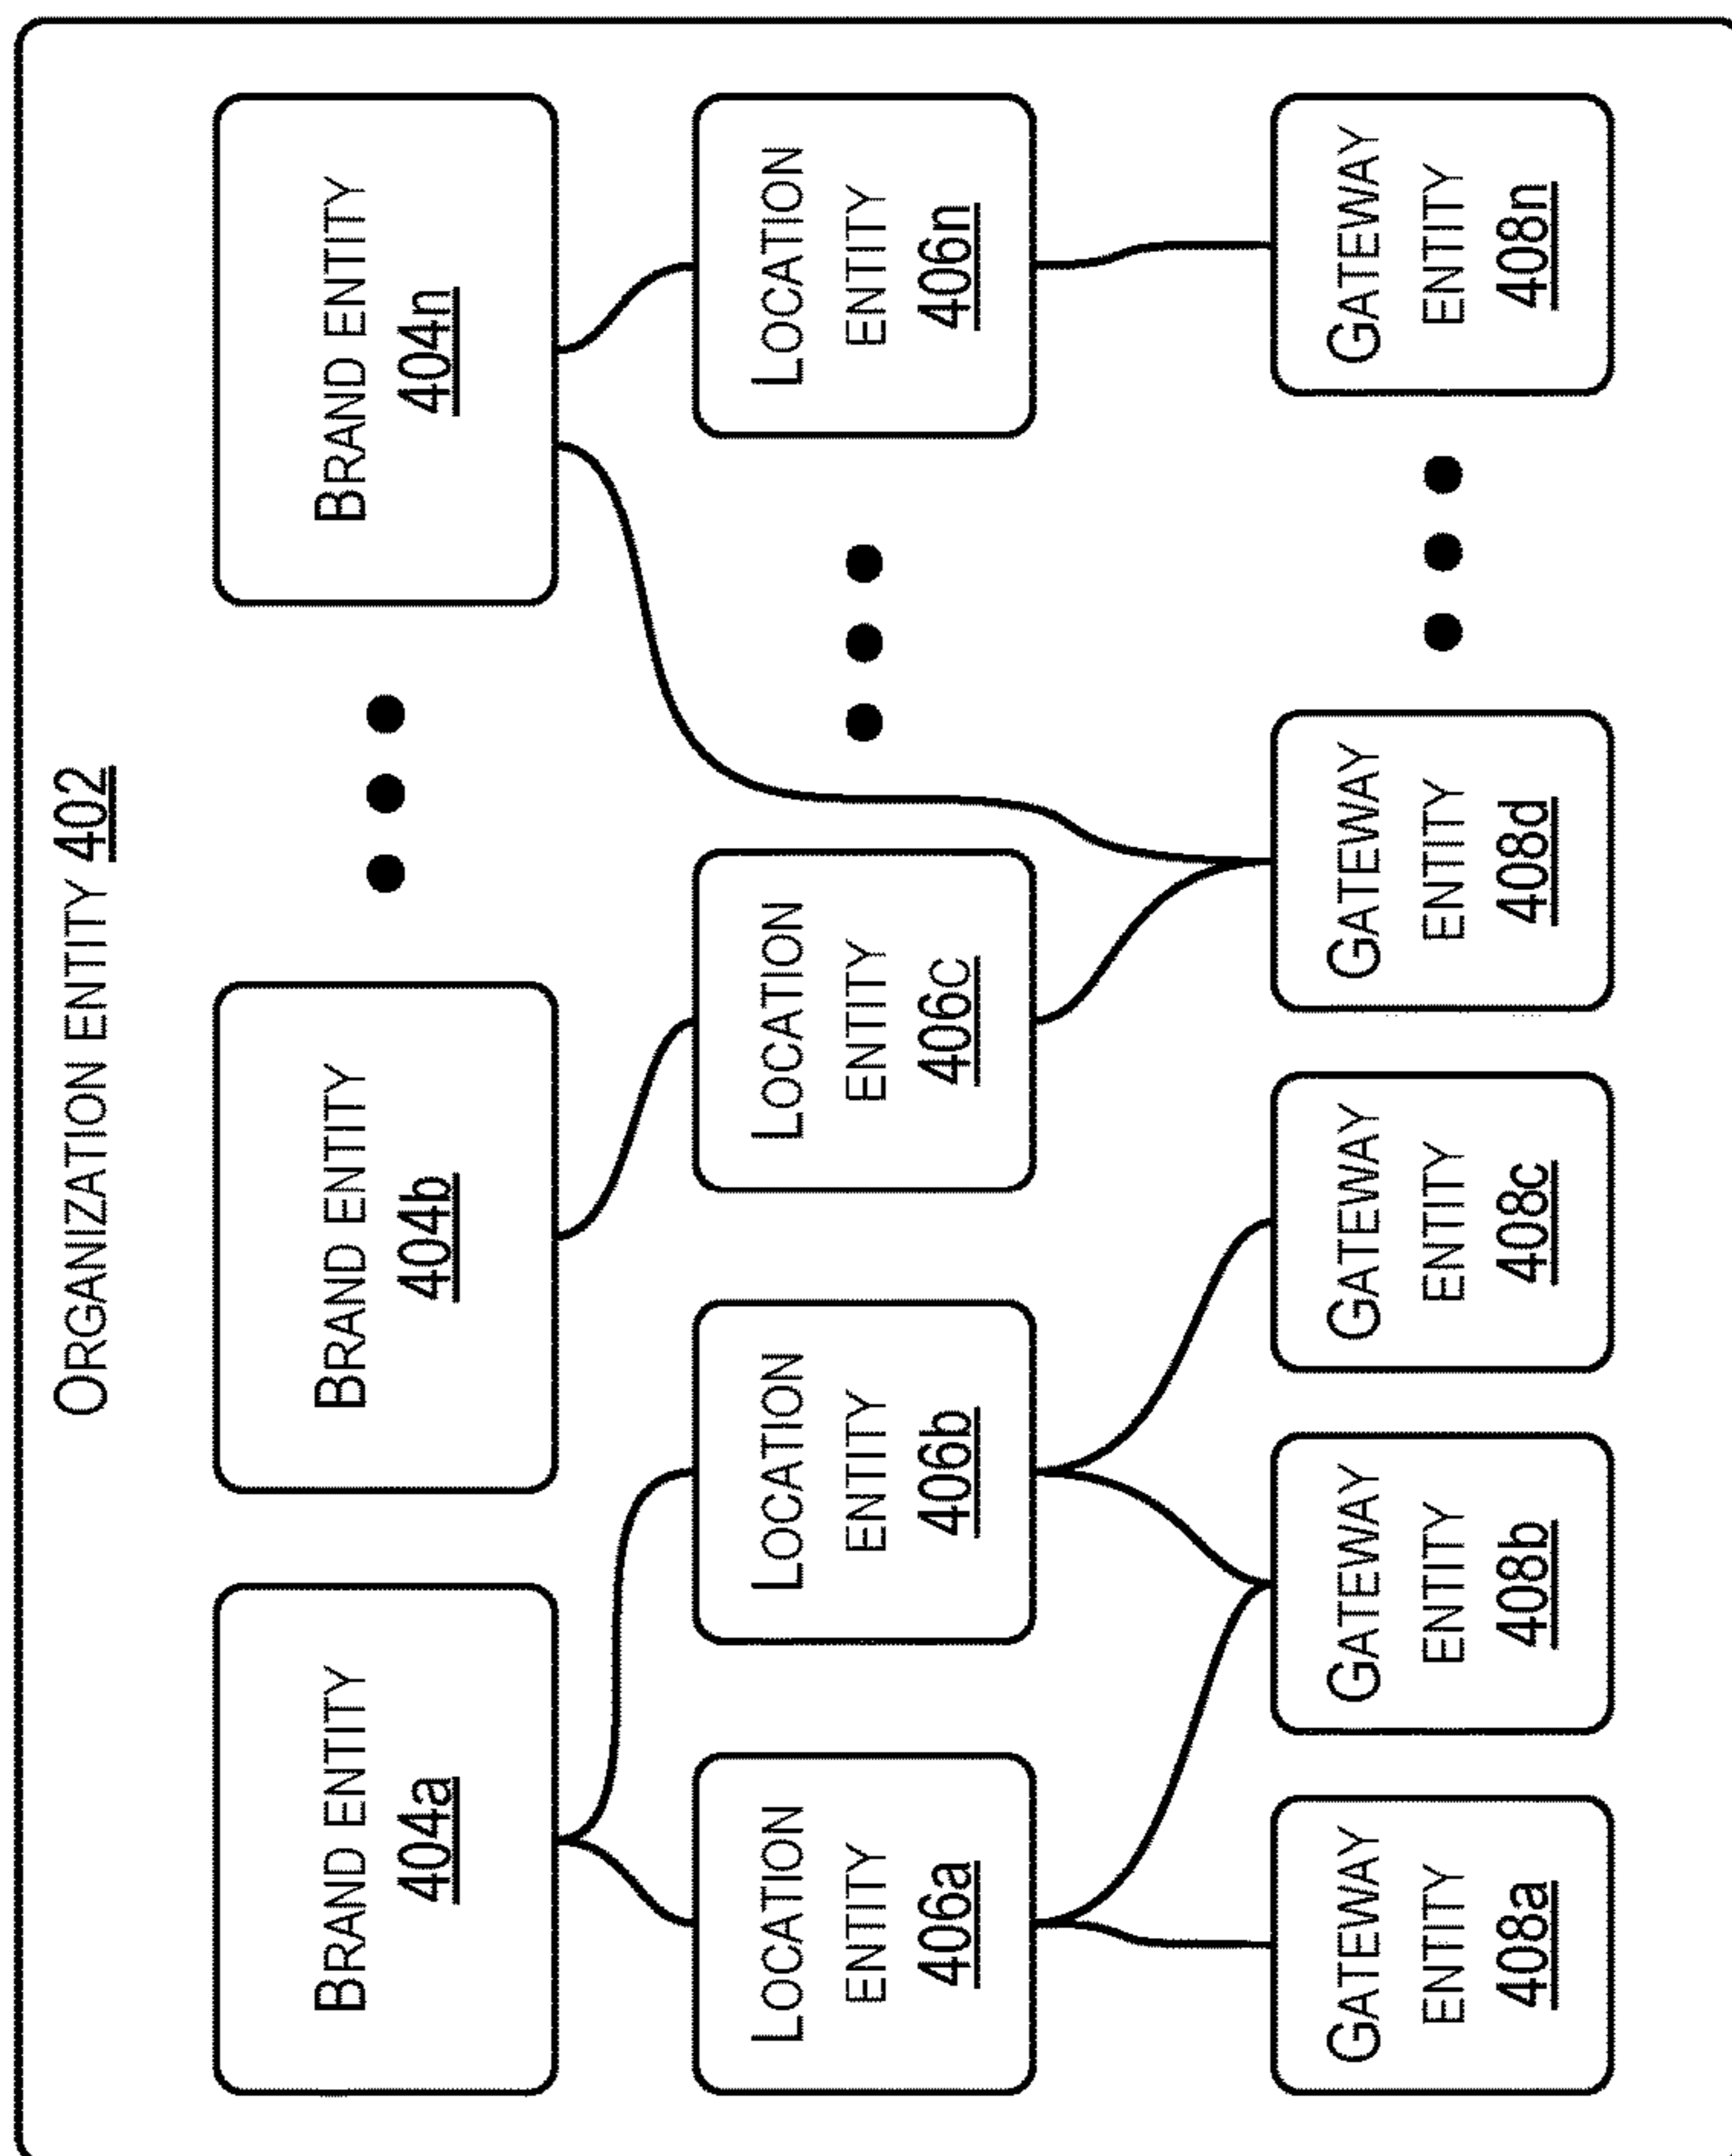 ORGANIZATION ENTITY 402
BRAND ENTITY
404a
BRAND ENTITY
404b
BRAND ENTITY
404n
LOCATION
ENTITY
406a
LOCATION
ENTITY
406b
LOCATION
ENTITY
406c
LOCATION
ENTITY
406n
GATEWAY
ENTITY
408a
GATEWAY
ENTITY
408b
GATEWAY
ENTITY
408c
GATEWAY
ENTITY
408d
GATEWAY
ENTITY
408n